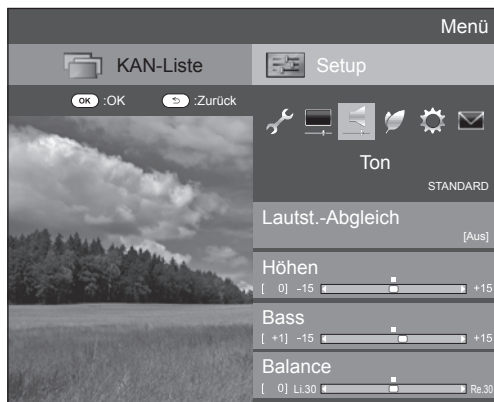 Menü
KAN-Liste
Setup
OK :OK
:Zurück
Ton
STANDARD
Lautst.-Abgleich
[Aus]
Höhen
[ 0] -15 +15
Bass
[ +1] -15 +15
Balance
[ 0] Li.30 Re.30